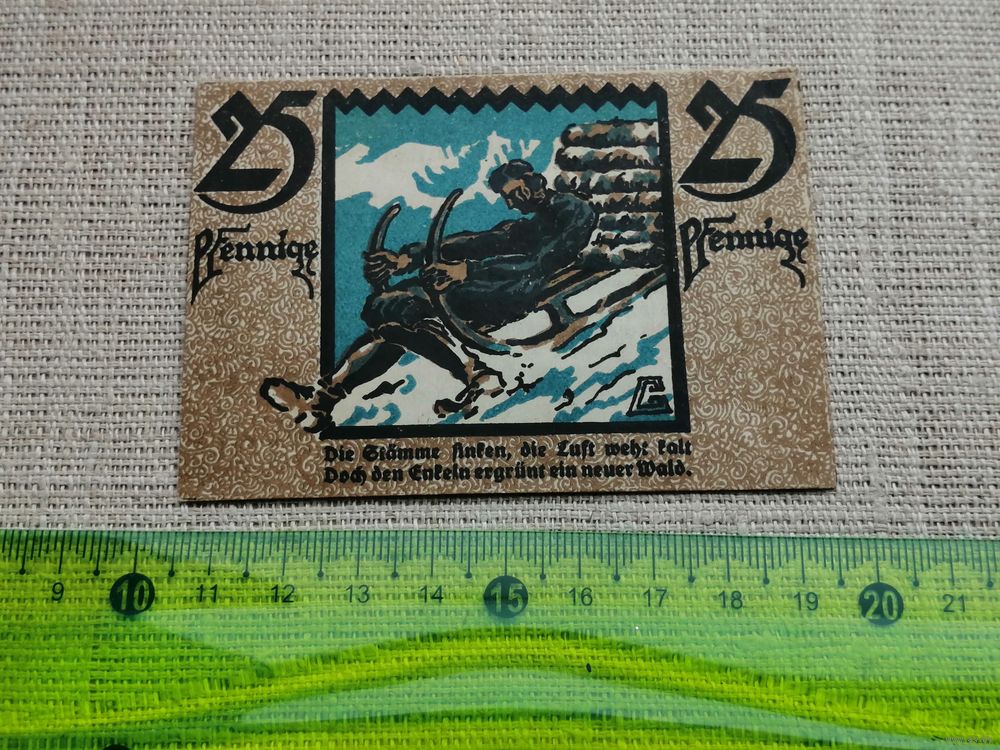 25
25
Pfennige
Pfennige
Die Stämme sinken, die Luft weht kalt
Doch den Enkeln ergrünt ein neuer Wald.
9 10 11 12 13 14 15 16 17 18 19 20 21